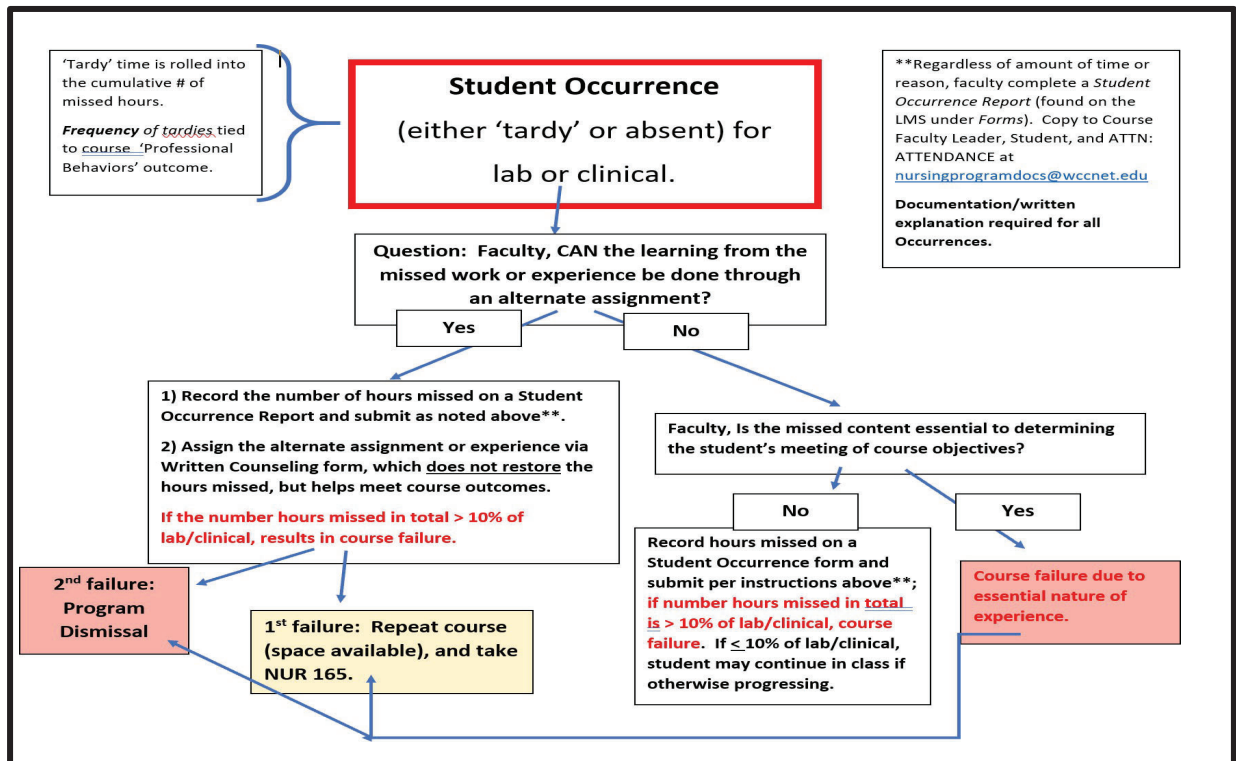 ‘Tardy’ time is rolled into
the cumulative # of
missed hours.
Frequency of tardies tied
to course ‘Professional
Behaviors’ outcome.
Student Occurrence
(either ‘tardy’ or absent) for
lab or clinical.
**Regardless of amount of time or
reason, faculty complete a Student
Occurrence Report (found on the
LMS under Forms). Copy to Course
Faculty Leader, Student, and ATTN:
ATTENDANCE at
nursingprogramdocs@wccnet.edu
Documentation/written
explanation required for all
Occurrences.
Question: Faculty, CAN the learning from the
missed work or experience be done through
an alternate assignment?
Yes
No
1) Record the number of hours missed on a Student
Occurrence Report and submit as noted above**.
2) Assign the alternate assignment or experience via
Written Counseling form, which does not restore the
hours missed, but helps meet course outcomes.
If the number hours missed in total > 10% of
lab/clinical, results in course failure.
Faculty, Is the missed content essential to determining
the student’s meeting of course objectives?
No
Yes
Record hours missed on a
Student Occurrence form and
submit per instructions above**;
if number hours missed in total
is > 10% of lab/clinical, course
failure. If < 10% of lab/clinical,
student may continue in class if
otherwise progressing.
Course failure due to
essential nature of
experience.
2nd failure:
Program
Dismissal
1st failure: Repeat course
(space available), and take
NUR 165.